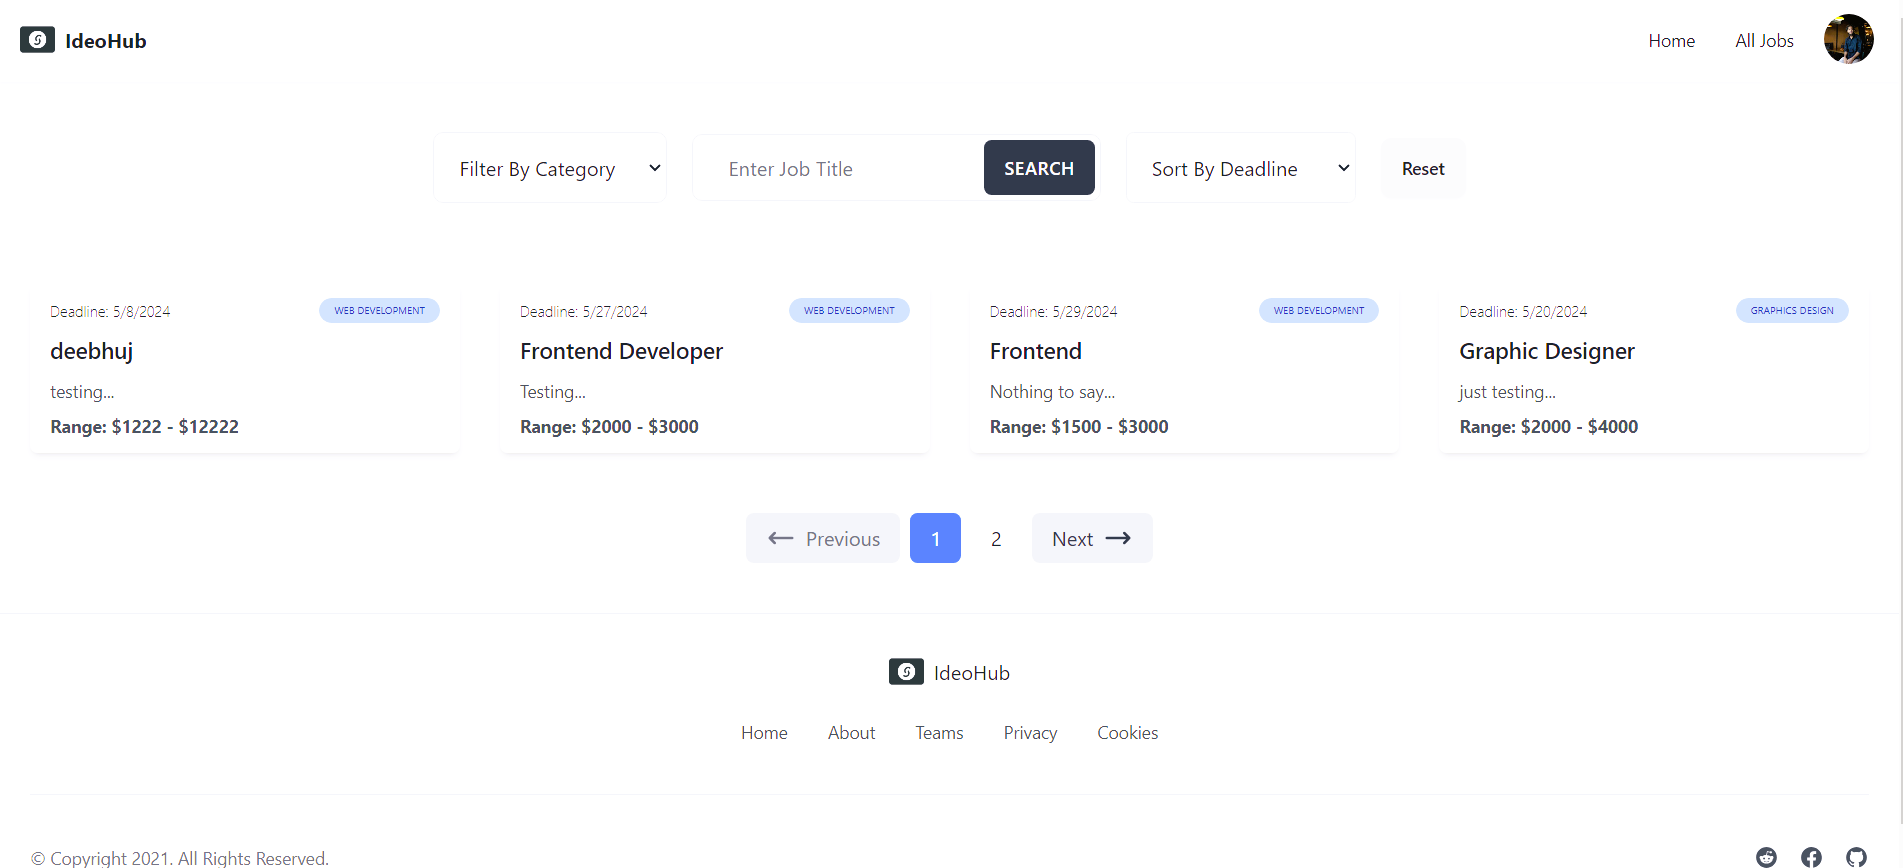 IdeoHub
Home All Jobs
Filter By Category Enter Job Title SEARCH Sort By Deadline Reset
Deadline: 5/8/2024 WEB DEVELOPMENT
deebhuj
testing...
Range: $1222 - $12222
Deadline: 5/27/2024 WEB DEVELOPMENT
Frontend Developer
Testing...
Range: $2000 - $3000
Deadline: 5/29/2024 WEB DEVELOPMENT
Frontend
Nothing to say...
Range: $1500 - $3000
Deadline: 5/20/2024 GRAPHICS DESIGN
Graphic Designer
just testing...
Range: $2000 - $4000
Previous 1 2 Next
IdeoHub
Home About Teams Privacy Cookies
© Copyright 2021. All Rights Reserved.